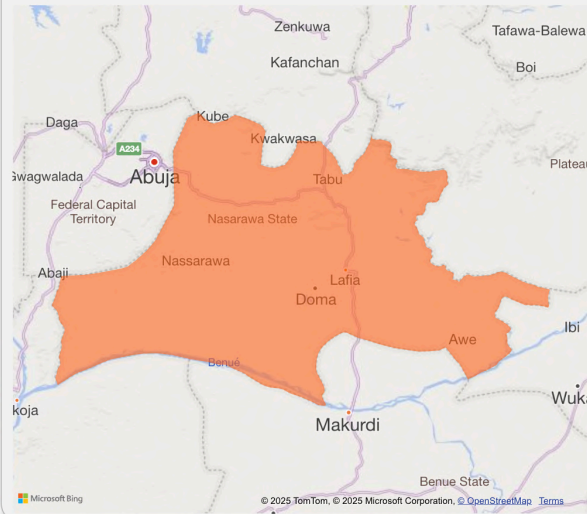 Zenkuwa
Tafawa-Balewa
Kafanchan
Boi
Kube
Daga
Kwakwasa
A234
Gwagwalada
Abuja
Tabu
Plateau
Federal Capital
Territory
Nasarawa State
Nassarawa
Abaji
Lafia
Doma
Ibi
Awe
Benue
koja
Wuka
Makurdi
Benue State
Microsoft Bing
© 2025 TomTom, © 2025 Microsoft Corporation, © OpenStreetMap Terms